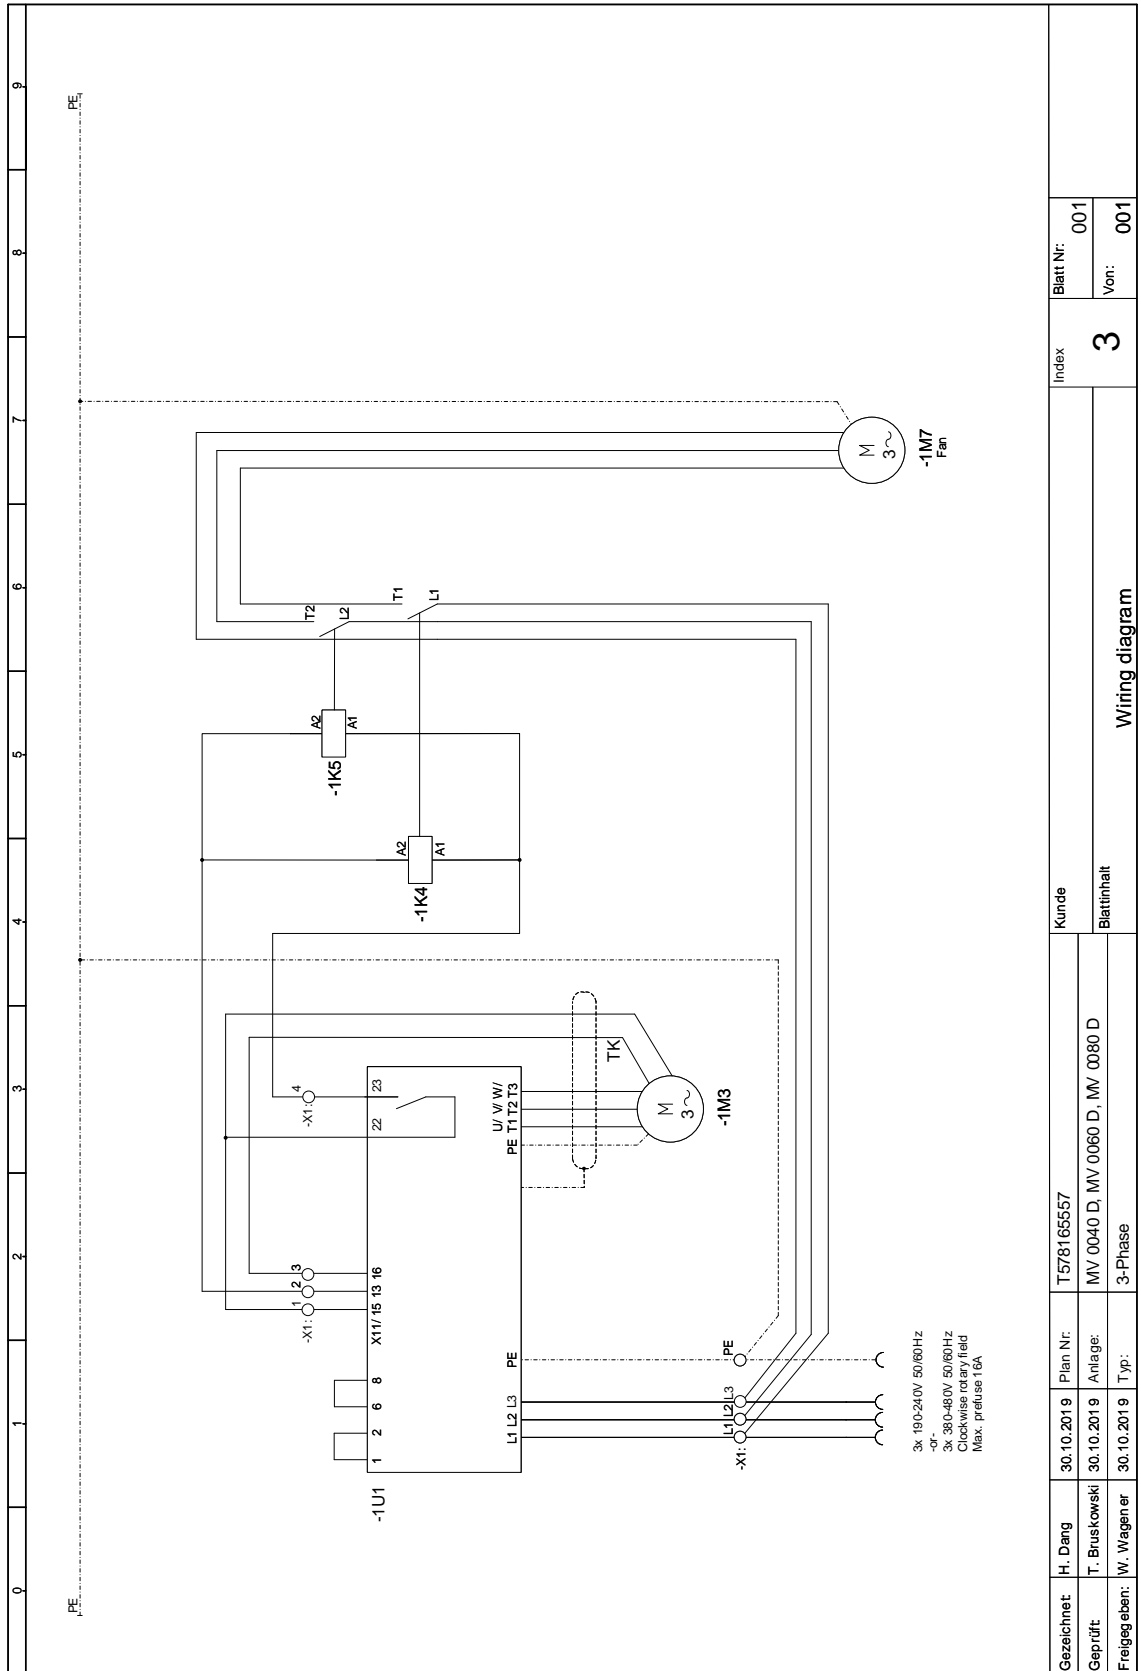 0
1
2
3
4
5
6
7
8
9
PE
PE
-1U1
1
2
6
8
X11/ 15
13
16
-X1:
1
2
3
22
23
-X1:
4
L1
L2
L3
PE
PE
U/ V/ W/
T1 T2 T3
TK
M
3~
-1M3
-X1:
L1
L2
L3
PE
3x 190-240V 50/60Hz
-or-
3x 380-480V 50/60Hz
Clockwise rotary field
Max. prefuse 16A
-1K4
A2
A1
-1K5
A2
A1
T2
L2
T1
L1
M
3~
-1M7
Fan
Gezeichnet H. Dang 30.10.2019 Plan Nr: T578165557
Geprüft: T. Bruskowski 30.10.2019 Anlage: MV 0040 D, MV 0060 D, MV 0080 D
Freigegeben: W. Wagener 30.10.2019 Typ: 3-Phase
Kunde
Blattinhalt
Wiring diagram
Index
3
Blatt Nr: 001
Von: 001